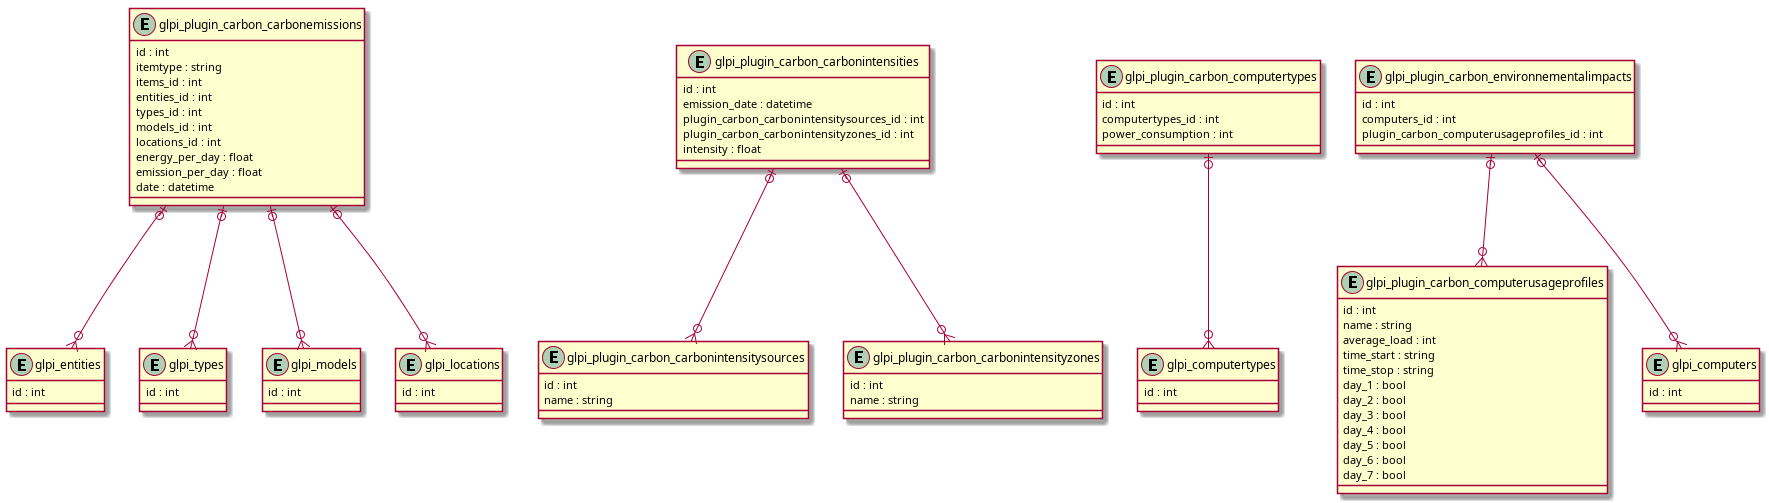 E glpi_plugin_carbon_carbonemissions
id : int
itemtype : string
items_id : int
entities_id : int
types_id : int
models_id : int
locations_id : int
energy_per_day : float
emission_per_day : float
date : datetime
E glpi_plugin_carbon_carbonintensities
id : int
emission_date : datetime
plugin_carbon_carbonintensitysources_id : int
plugin_carbon_carbonintensityzones_id : int
intensity : float
E glpi_plugin_carbon_computertypes
id : int
computertypes_id : int
power_consumption : int
E glpi_plugin_carbon_environnementalimpacts
id : int
computers_id : int
plugin_carbon_computerusageprofiles_id : int
E glpi_entities
id : int
E glpi_types
id : int
E glpi_models
id : int
E glpi_locations
id : int
E glpi_plugin_carbon_carbonintensitysources
id : int
name : string
E glpi_plugin_carbon_carbonintensityzones
id : int
name : string
E glpi_computertypes
id : int
E glpi_plugin_carbon_computerusageprofiles
id : int
name : string
average_load : int
time_start : string
time_stop : string
day_1 : bool
day_2 : bool
day_3 : bool
day_4 : bool
day_5 : bool
day_6 : bool
day_7 : bool
E glpi_computers
id : int